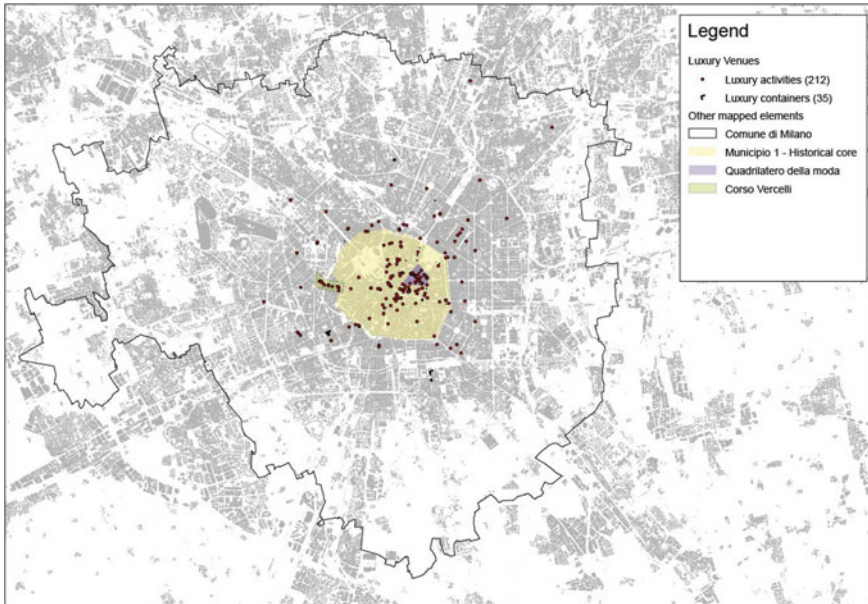 Legend
Luxury Venues
Luxury activities (212)
Luxury containers (35)
Other mapped elements
Comune di Milano
Municipio 1 - Historical core
Quadrilatero della moda
Corso Vercelli